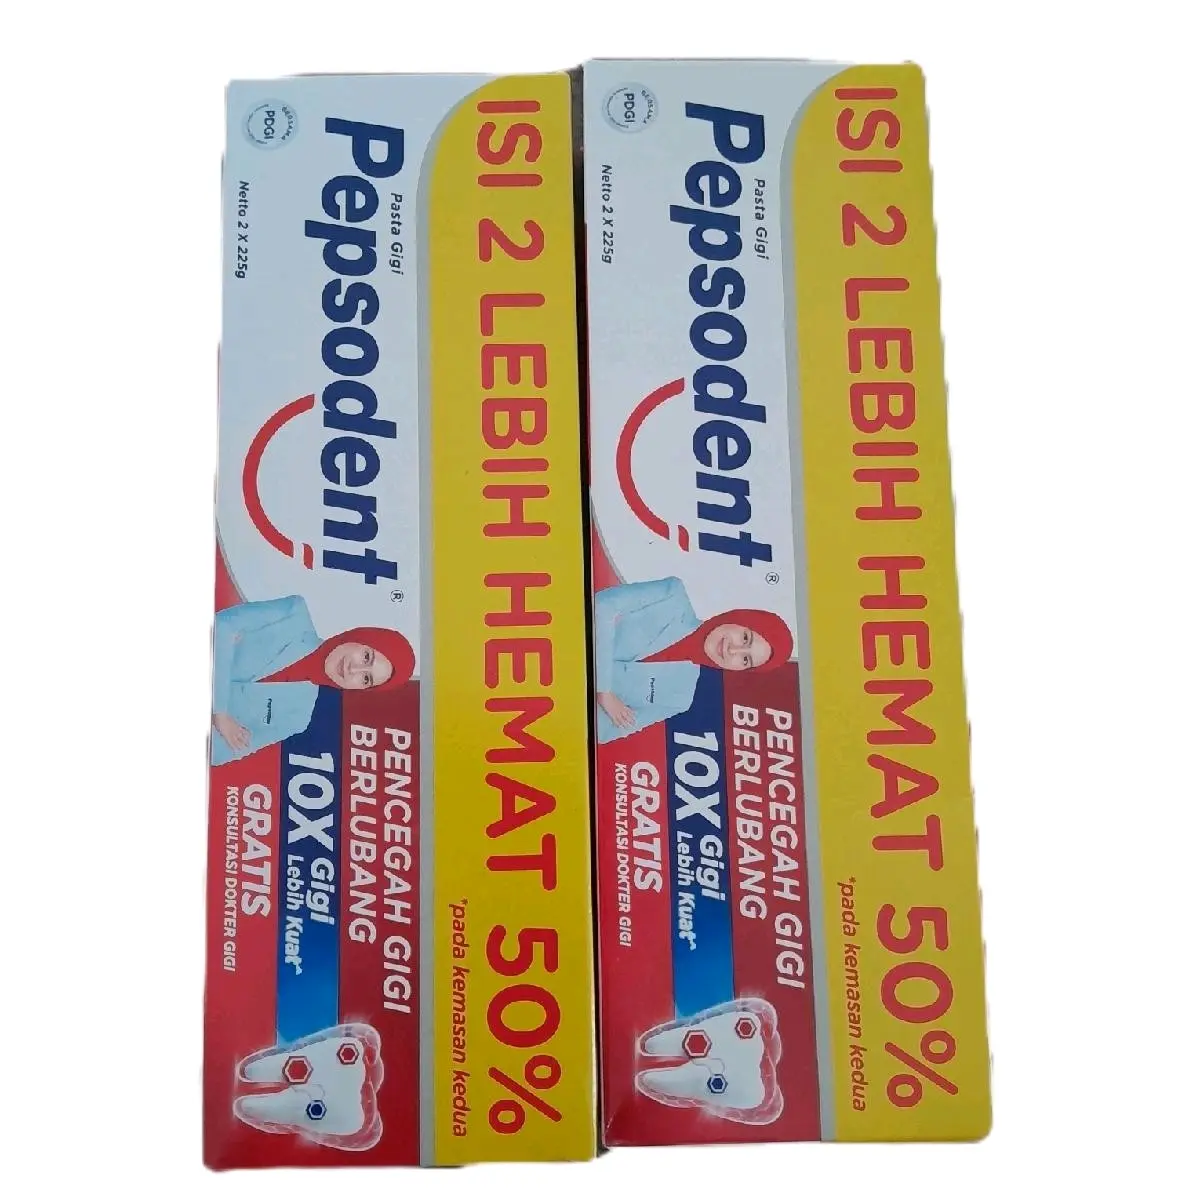 PDGI
Netto 2 X 225g
Pasta Gigi
Pepsodent®
ISI 2 LEBIH HEMAT 50%
*pada kemasan kedua
PENCEGAH GIGI
BERLUBANG
10X Gigi
Lebih Kuat
GRATIS
KONSULTASI DOKTER GIGI
PDGI
Netto 2 X 225g
Pasta Gigi
Pepsodent®
ISI 2 LEBIH HEMAT 50%
*pada kemasan kedua
PENCEGAH GIGI
BERLUBANG
10X Gigi
Lebih Kuat
GRATIS
KONSULTASI DOKTER GIGI